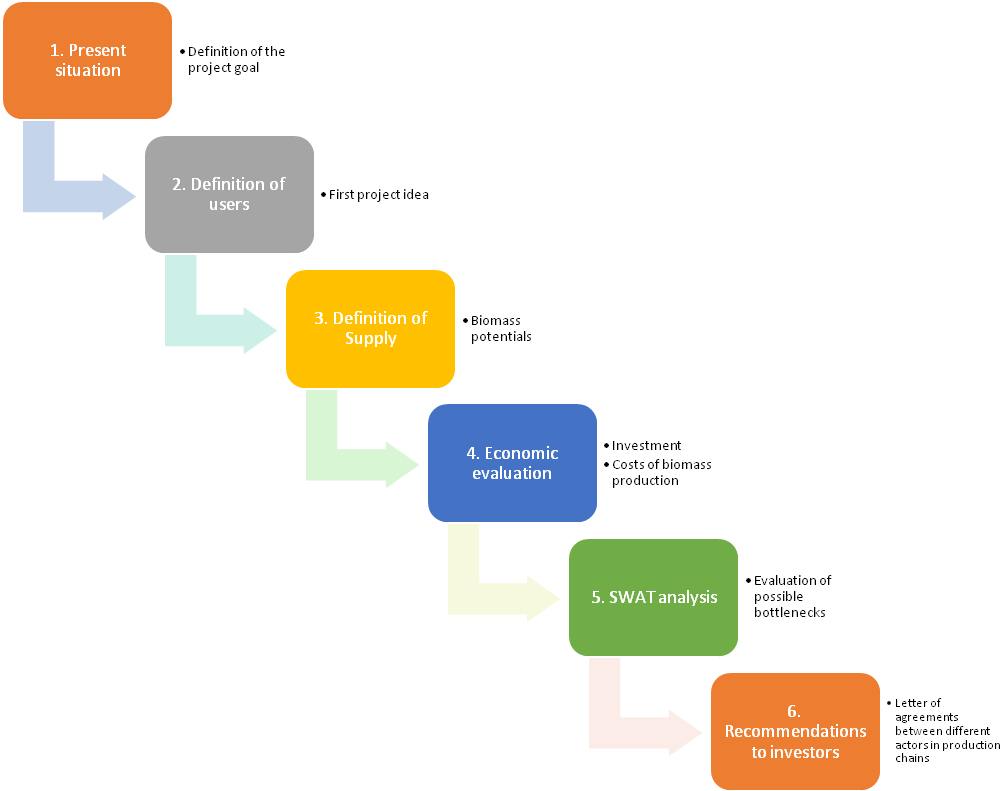 1. Present
situation
• Definition of the
project goal
2. Definition of
users
• First project idea
3. Definition of
Supply
• Biomass
potentials
4. Economic
evaluation
• Investment
• Costs of biomass
production
5. SWAT analysis
• Evaluation of
possible
bottlenecks
6.
Recommendations
to investors
• Letter of
agreements
between different
actors in production
chains